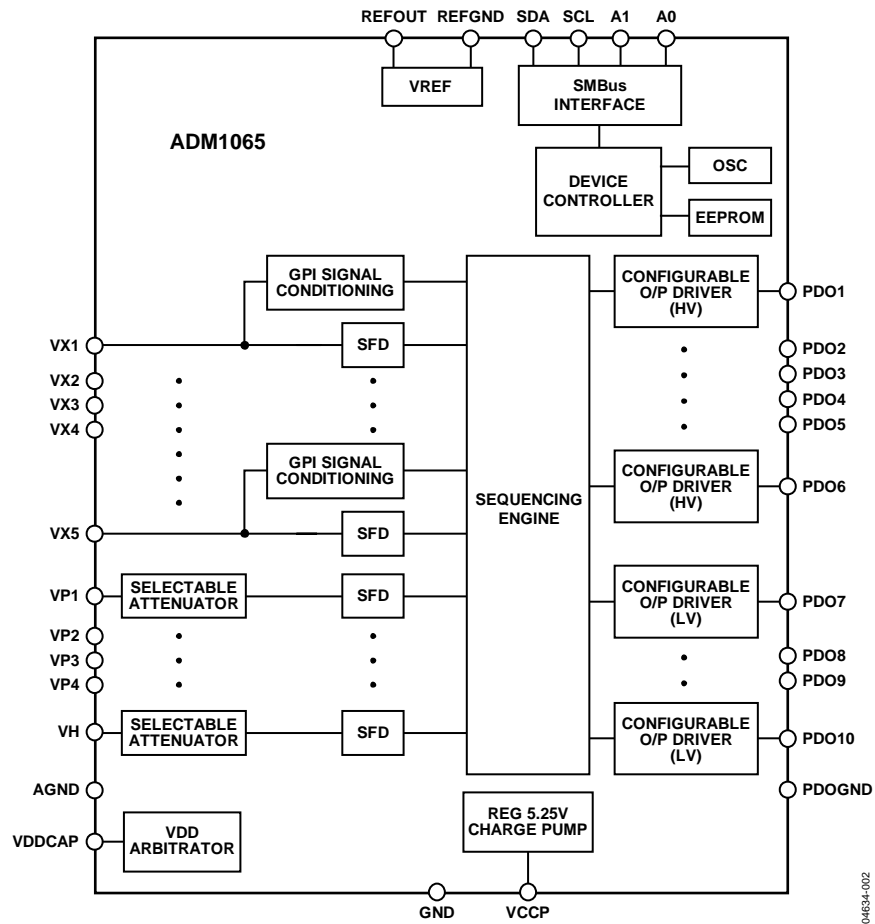 REFOUT REFGND SDA SCL A1 A0
VREF
SMBus
INTERFACE
ADM1065
DEVICE
CONTROLLER
OSC
EEPROM
GPI SIGNAL
CONDITIONING
CONFIGURABLE
O/P DRIVER
(HV)
PDO1
VX1
SFD
PDO2
VX2
PDO3
VX3
PDO4
VX4
PDO5
GPI SIGNAL
CONDITIONING
SEQUENCING
ENGINE
CONFIGURABLE
O/P DRIVER
(HV)
PDO6
VX5
SFD
VP1
SELECTABLE
ATTENUATOR
SFD
CONFIGURABLE
O/P DRIVER
(LV)
PDO7
VP2
PDO8
VP3
PDO9
VP4
VH
SELECTABLE
ATTENUATOR
SFD
CONFIGURABLE
O/P DRIVER
(LV)
PDO10
AGND
PDOGND
VDDCAP
VDD
ARBITRATOR
REG 5.25V
CHARGE PUMP
GND
VCCP
04634-002